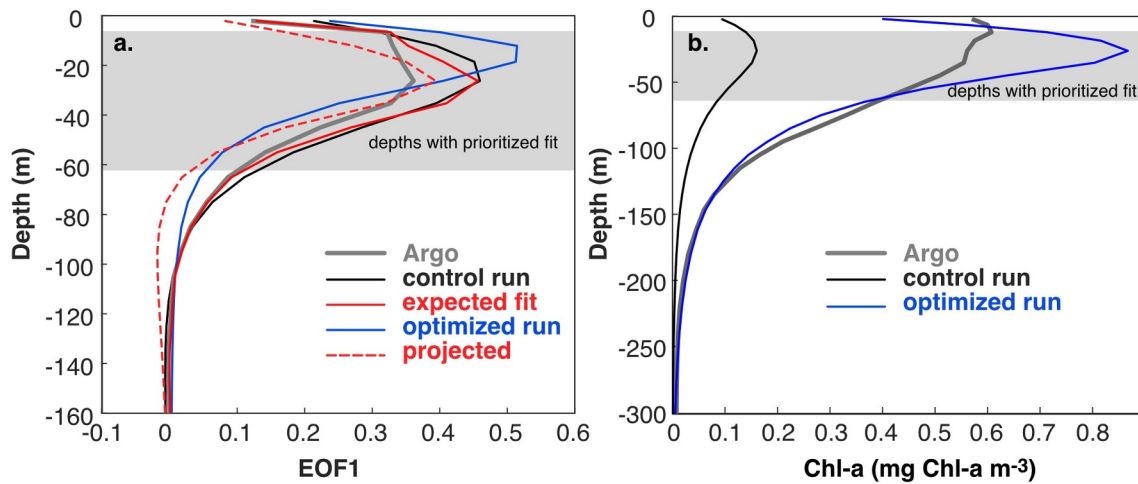 a.
0
-20
-40
-60
-80
-100
-120
-140
-160
Depth (m)
depths with prioritized fit
Argo
control run
expected fit
optimized run
projected
-0.1 0 0.1 0.2 0.3 0.4 0.5 0.6
EOF1
b.
0
-50
-100
-150
-200
-250
-300
Depth (m)
depths with prioritized fit
Argo
control run
optimized run
0 0.1 0.2 0.3 0.4 0.5 0.6 0.7 0.8
Chl-a (mg Chl-a m-3)